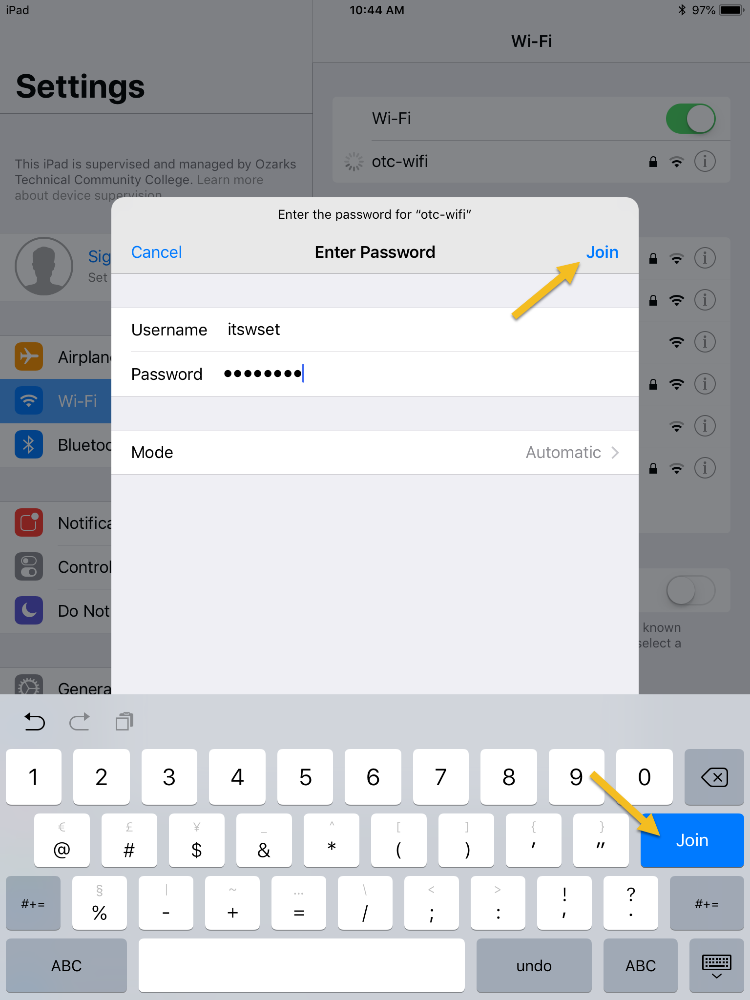 iPad
10:44 AM
97%
Settings
Wi-Fi
This iPad is supervised and managed by Ozarks
Technical Community College. Learn more
about device supervision
Wi-Fi
otc-wifi
Enter the password for “otc-wifi”
Cancel
Enter Password
Join
Sig
Set
Username itswset
Password ••••••••
Mode Automatic
Airplan
Wi-Fi
Bluetoo
Notifica
Control
Do Not
Genera
known
select a
1 2 3 4 5 6 7 8 9 0
€ £ ¥ _ ^ [ ] { }
@ # $ & * ( ) ' "
Join
§ | ~ … \ < > ! ?
#+= % - + = / ; : , . #+=
ABC undo ABC